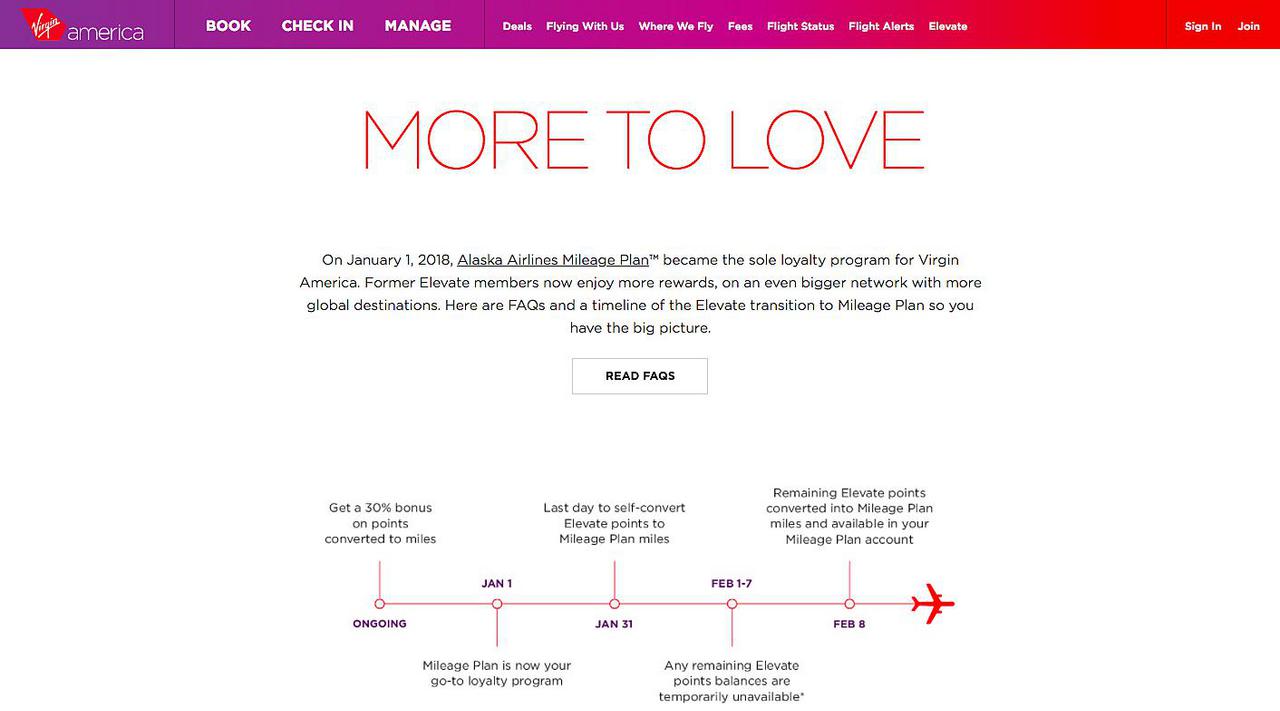 Virgin america BOOK CHECK IN MANAGE Deals Flying With Us Where We Fly Fees Flight Status Flight Alerts Elevate Sign In Join
MORE TO LOVE
On January 1, 2018, Alaska Airlines Mileage Plan™ became the sole loyalty program for Virgin
America. Former Elevate members now enjoy more rewards, on an even bigger network with more
global destinations. Here are FAQs and a timeline of the Elevate transition to Mileage Plan so you
have the big picture.
READ FAQS
Get a 30% bonus
on points
converted to miles
ONGOING
JAN 1
Mileage Plan is now your
go-to loyalty program
Last day to self-convert
Elevate points to
Mileage Plan miles
JAN 31
FEB 1-7
Any remaining Elevate
points balances are
temporarily unavailable*
Remaining Elevate points
converted into Mileage Plan
miles and available in your
Mileage Plan account
FEB 8